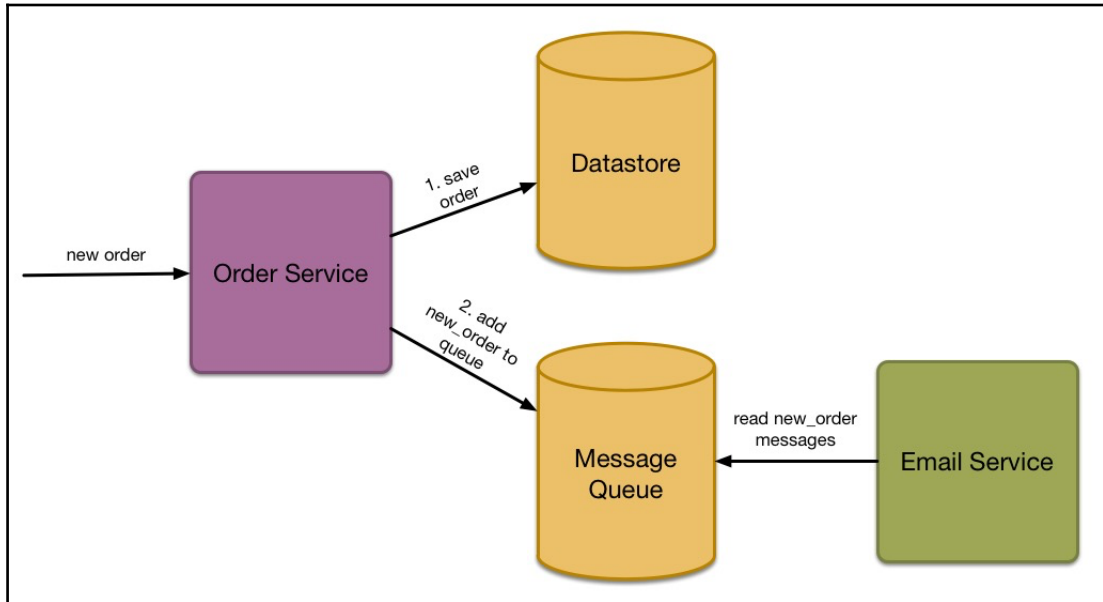 Datastore
1. save
order
new order
Order Service
2. add
new_order to
queue
Message
Queue
read new_order
messages
Email Service